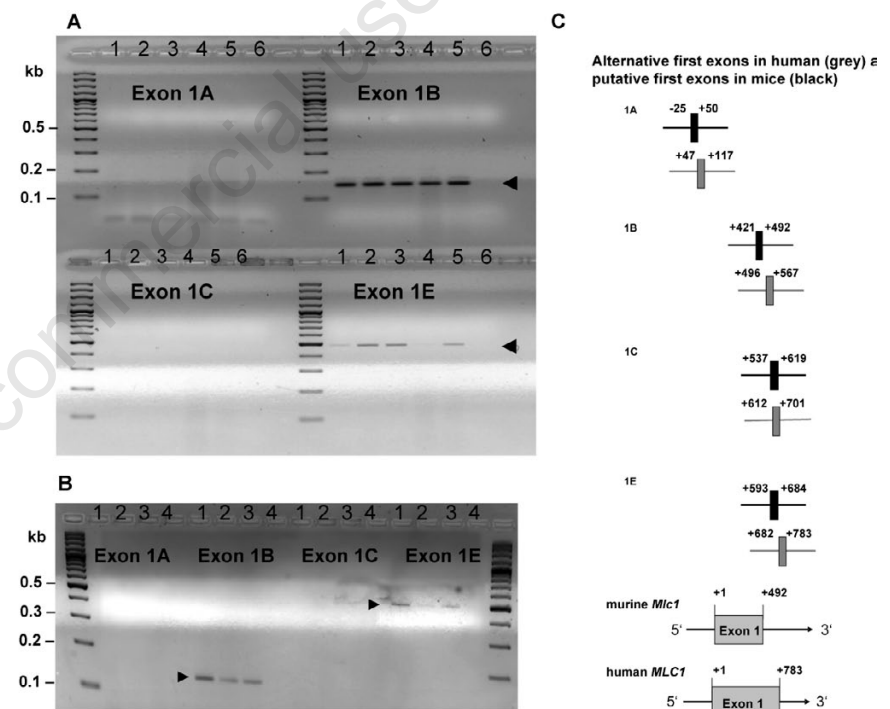 A
C
1 2 3 4 5 6 1 2 3 4 5 6
kb
Exon 1A Exon 1B
0.5
0.2
0.1
1 2 3 4 5 6 1 2 3 4 5 6
Exon 1C Exon 1E
B
1 2 3 4 1 2 3 4 1 2 3 4 1 2 3 4
kb
Exon 1A Exon 1B Exon 1C Exon 1E
0.5
0.3
0.2
0.1
Alternative first exons in human (grey) a
putative first exons in mice (black)
1A
-25 +50
+47 +117
1B
+421 +492
+496 +567
1C
+537 +619
+612 +701
1E
+593 +684
+682 +783
murine Mlc1
+1 +492
5‘ Exon 1 3‘
human MLC1
+1 +783
5‘ Exon 1 3‘
commercial use